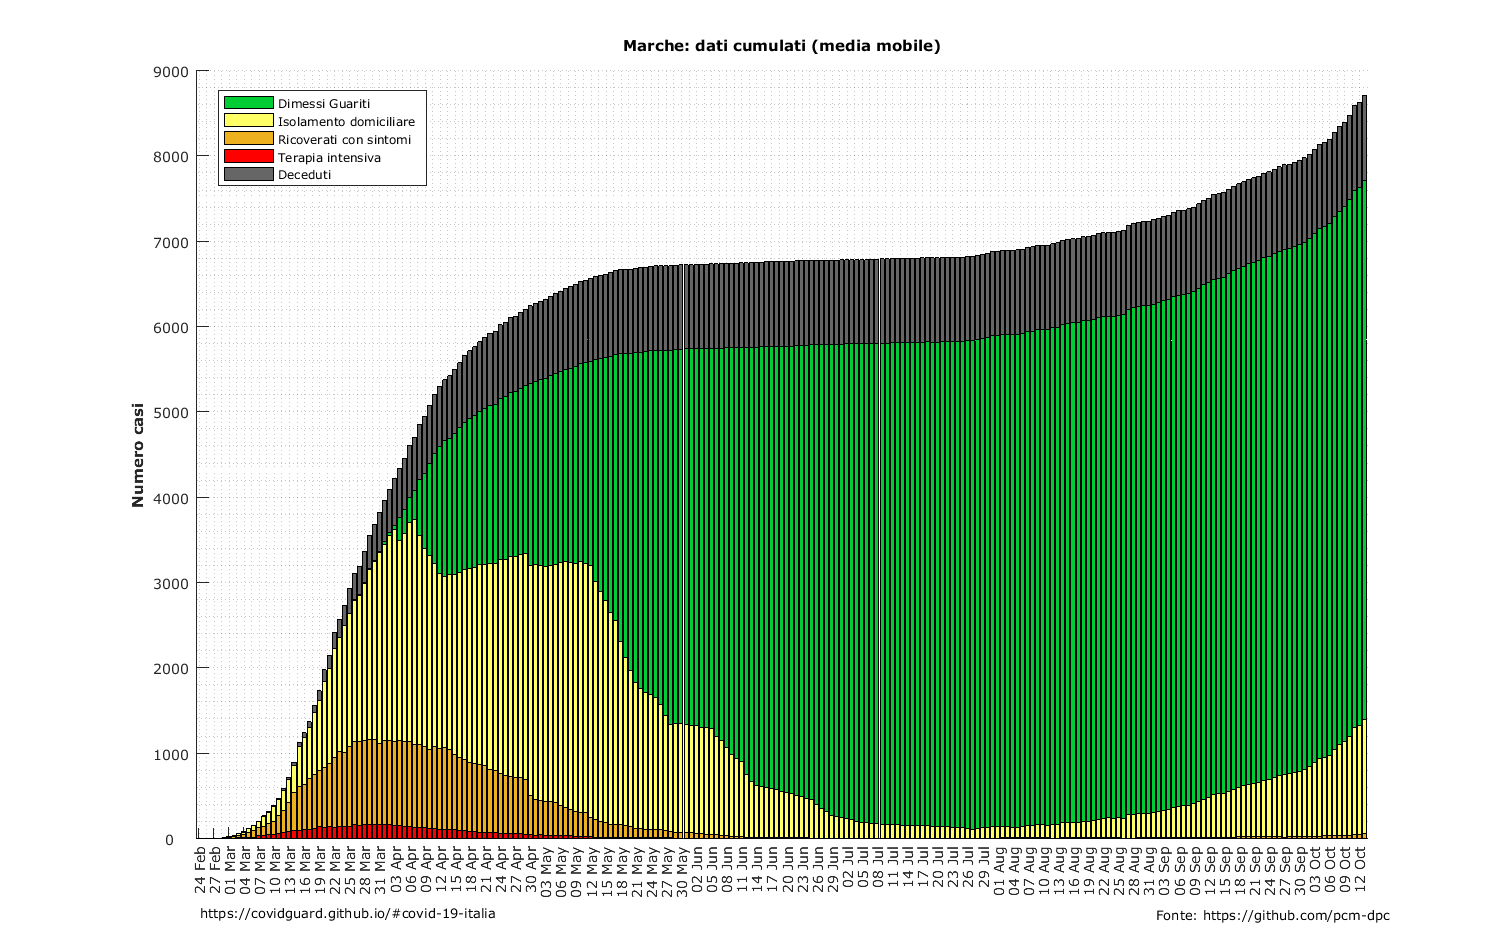 Marche: dati cumulati (media mobile)
9000
8000
7000
6000
5000
4000
3000
2000
1000
0
Numero casi
Dimessi Guariti
Isolamento domiciliare
Ricoverati con sintomi
Terapia intensiva
Deceduti
24 Feb
27 Feb
01 Mar
04 Mar
07 Mar
10 Mar
13 Mar
16 Mar
19 Mar
22 Mar
25 Mar
28 Mar
31 Mar
03 Apr
06 Apr
09 Apr
12 Apr
15 Apr
18 Apr
21 Apr
24 Apr
27 Apr
30 Apr
03 May
06 May
09 May
12 May
15 May
18 May
21 May
24 May
27 May
30 May
02 Jun
05 Jun
08 Jun
11 Jun
14 Jun
17 Jun
20 Jun
23 Jun
26 Jun
29 Jun
02 Jul
05 Jul
08 Jul
11 Jul
14 Jul
17 Jul
20 Jul
23 Jul
26 Jul
29 Jul
01 Aug
04 Aug
07 Aug
10 Aug
13 Aug
16 Aug
19 Aug
22 Aug
25 Aug
28 Aug
31 Aug
03 Sep
06 Sep
09 Sep
12 Sep
15 Sep
18 Sep
21 Sep
24 Sep
27 Sep
30 Sep
03 Oct
06 Oct
09 Oct
12 Oct
https://covidguard.github.io/#covid-19-italia
Fonte: https://github.com/pcm-dpc